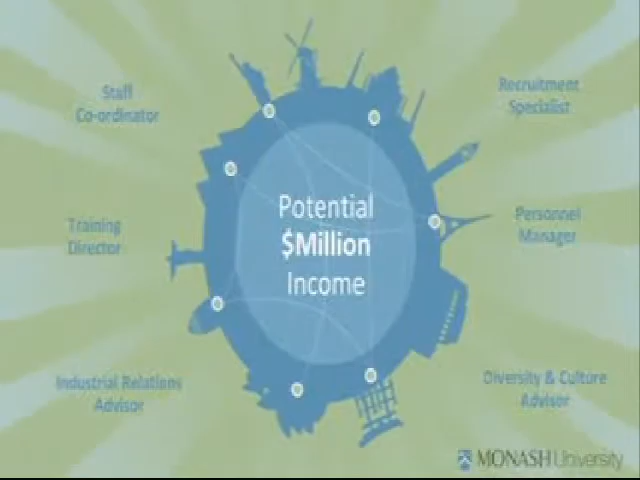 Staff
Co-ordinator
Recruitment
Specialist
Potential
$Million
Income
Training
Director
Personnel
Manager
Industrial Relations
Advisor
Diversity & Culture
Advisor
MONASH University